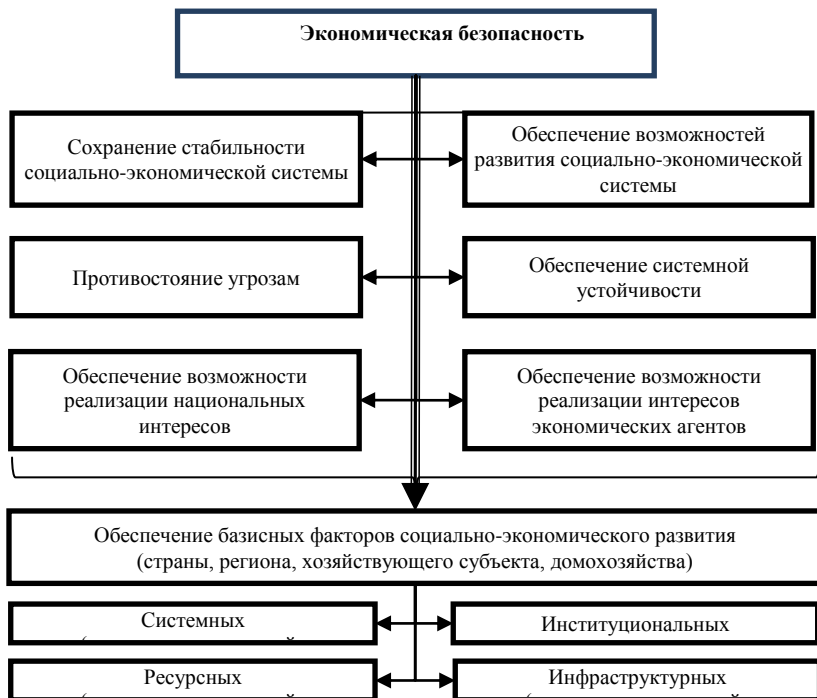 Экономическая безопасность
Сохранение стабильности
социально-экономической системы
Обеспечение возможностей
развития социально-экономической
системы
Противостояние угрозам
Обеспечение системной
устойчивости
Обеспечение возможности
реализации национальных
интересов
Обеспечение возможности
реализации интересов
экономических агентов
Обеспечение базисных факторов социально-экономического развития
(страны, региона, хозяйствующего субъекта, домохозяйства)
Системных
Институциональных
Ресурсных
Инфраструктурных